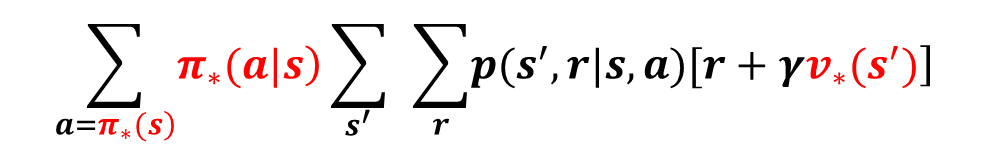 ∑_{a=π_*(s)} π_*(a|s) ∑_{s′} ∑_{r} p(s′, r|s, a)[r + γv_*(s′)]